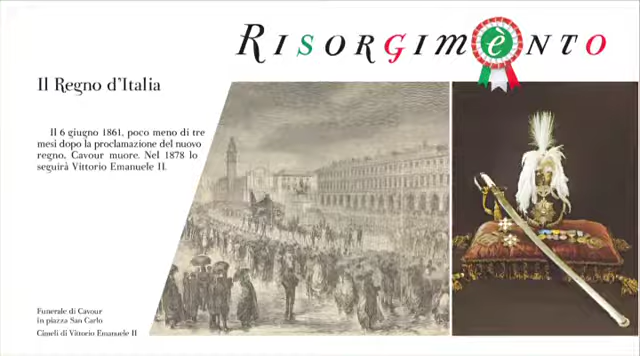 RISORGIMÈNTO
Il Regno d'Italia
Il 6 giugno 1861, poco meno di tre
mesi dopo la proclamazione del nuovo
regno, Cavour muore. Nel 1878 lo
seguirà Vittorio Emanuele II.
Funerale di Cavour
in piazza San Carlo
Cimeli di Vittorio Emanuele II